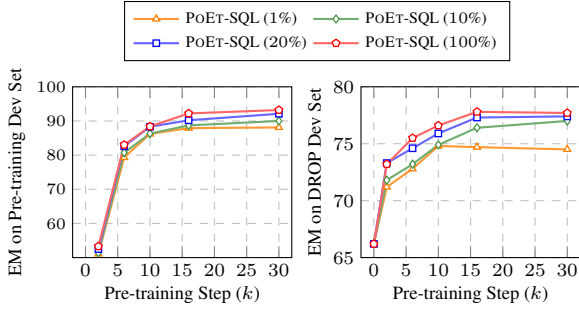 POET-SQL (1%) POET-SQL (10%)
POET-SQL (20%) POET-SQL (100%)
EM on Pre-training Dev Set
100
90
80
70
60
0 5 10 15 20 25 30
Pre-training Step (k)
EM on DROP Dev Set
80
75
70
65
0 5 10 15 20 25 30
Pre-training Step (k)